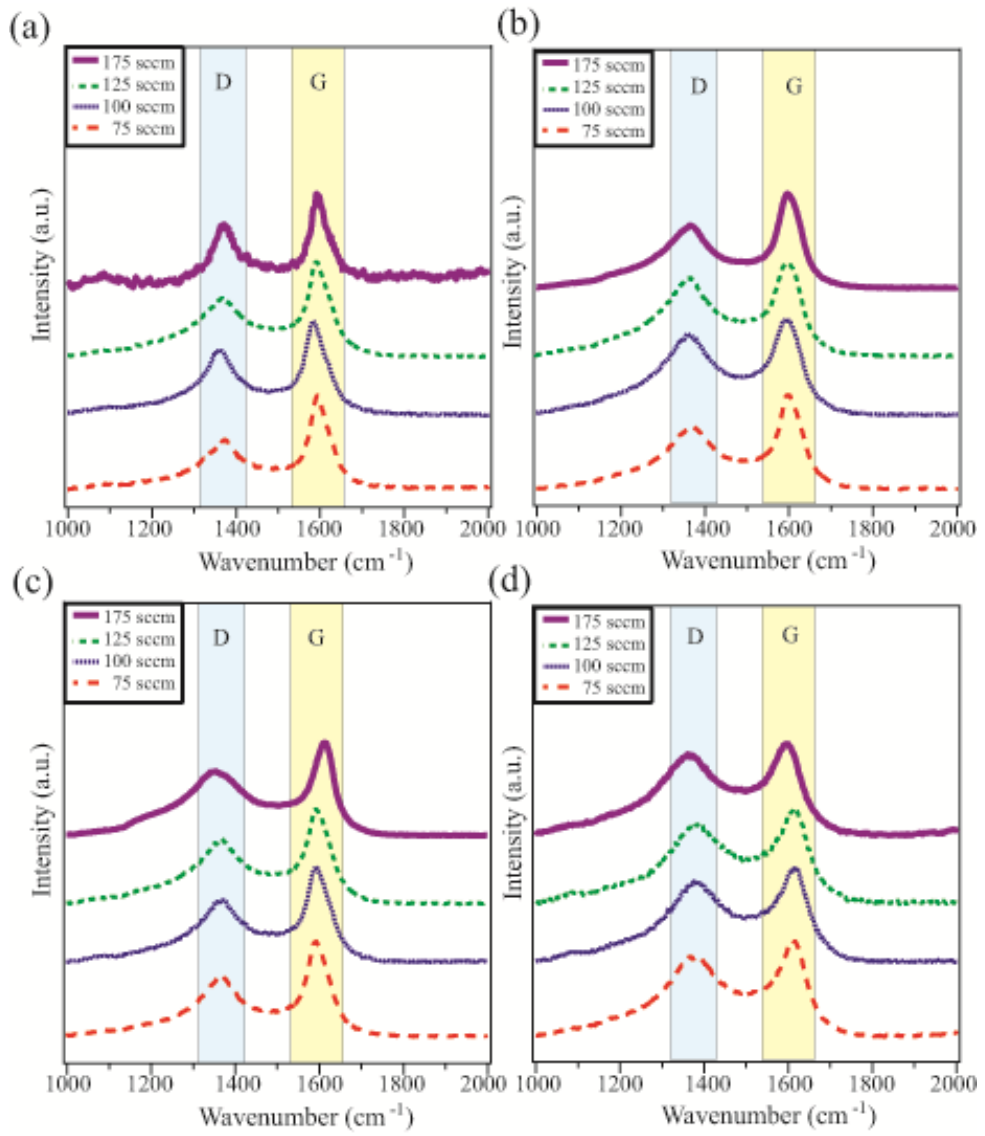 (a)
175 sccm
125 sccm
100 sccm
75 sccm
D
G
Intensity (a.u.)
1000 1200 1400 1600 1800 2000
Wavenumber (cm⁻¹)
(b)
175 sccm
125 sccm
100 sccm
75 sccm
D
G
Intensity (a.u.)
1000 1200 1400 1600 1800 2000
Wavenumber (cm⁻¹)
(c)
175 sccm
125 sccm
100 sccm
75 sccm
D
G
Intensity (a.u.)
1000 1200 1400 1600 1800 2000
Wavenumber (cm⁻¹)
(d)
175 sccm
125 sccm
100 sccm
75 sccm
D
G
Intensity (a.u.)
1000 1200 1400 1600 1800 2000
Wavenumber (cm⁻¹)